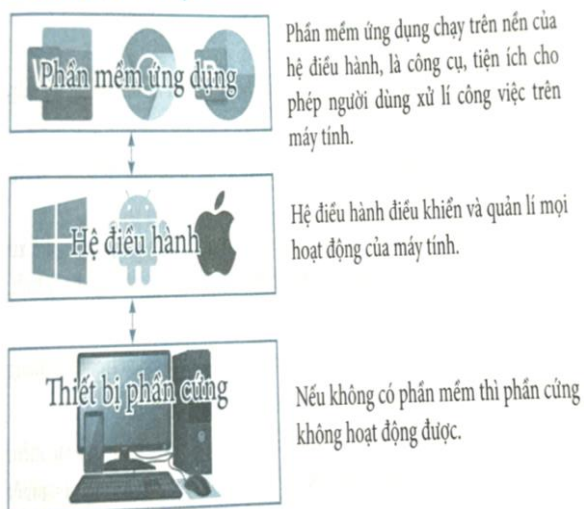 Phần mềm ứng dụng
Phần mềm ứng dụng chạy trên nền của
hệ điều hành, là công cụ, tiện ích cho
phép người dùng xử lí công việc trên
máy tính.
Hệ điều hành
Hệ điều hành điều khiển và quản lí mọi
hoạt động của máy tính.
Thiết bị phần cứng
Nếu không có phần mềm thì phần cứng
không hoạt động được.